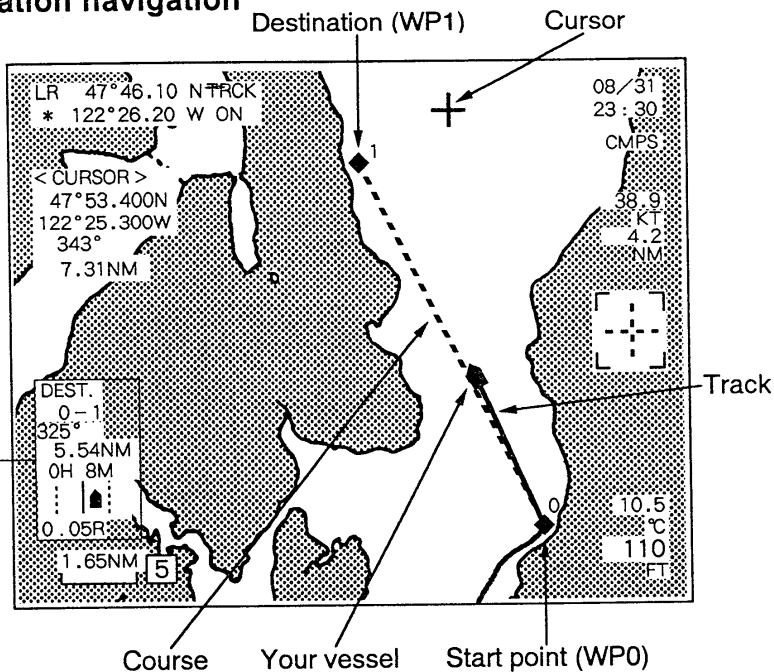 ation navigation
Destination (WP1)
Cursor
LR 47°46.10 N TRCK
* 122°26.20 W ON
08/31
23:30
CMPS
1
< CURSOR >
47°53.400N
122°25.300W
343°
7.31NM
38.9
KT
4.2
NM
DEST.
0-1
325°
5.54NM
0H 8M
0.05R
Track
0
10.5
℃
110
FT
1.65NM
5
Course
Your vessel
Start point (WP0)